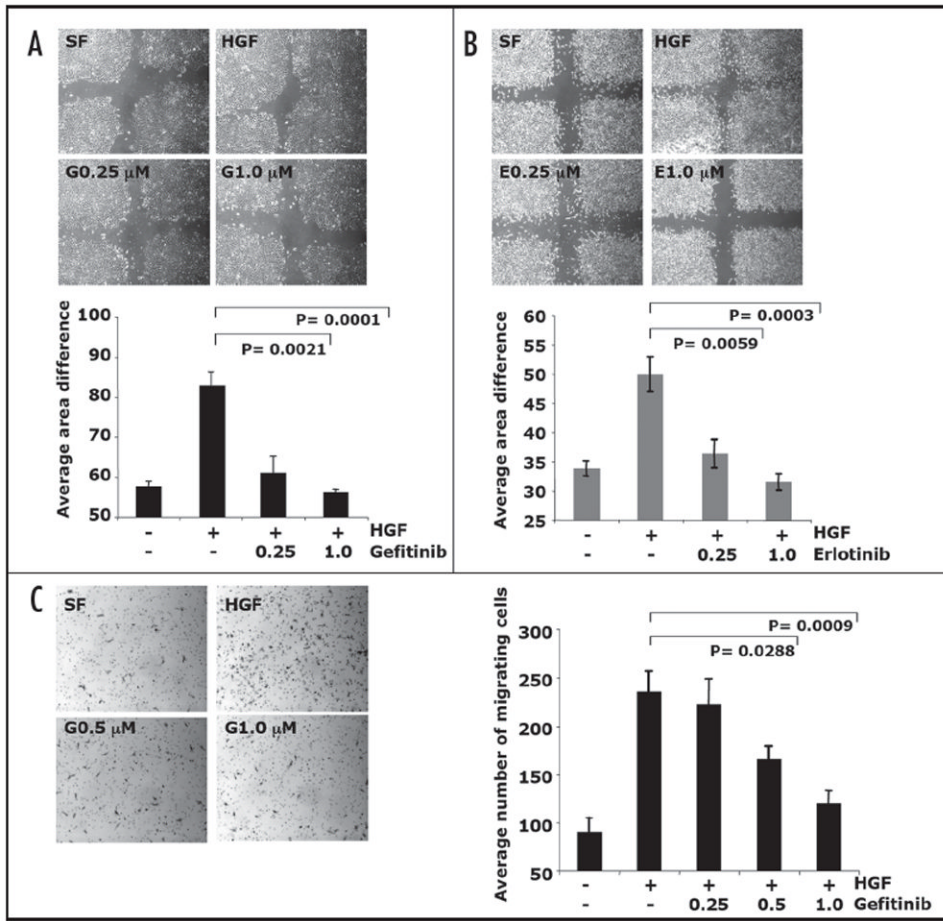 A
SF
HGF
G0.25 μM
G1.0 μM
Average area difference
100
90
80
70
60
50
P= 0.0001
P= 0.0021
- + + + HGF
- - 0.25 1.0 Gefitinib
B
SF
HGF
E0.25 μM
E1.0 μM
Average area difference
60
55
50
45
40
35
30
25
P= 0.0003
P= 0.0059
- + + + HGF
- - 0.25 1.0 Erlotinib
C
SF
HGF
G0.5 μM
G1.0 μM
Average number of migrating cells
300
250
200
150
100
50
P= 0.0009
P= 0.0288
- + + + + HGF
- - 0.25 0.5 1.0 Gefitinib